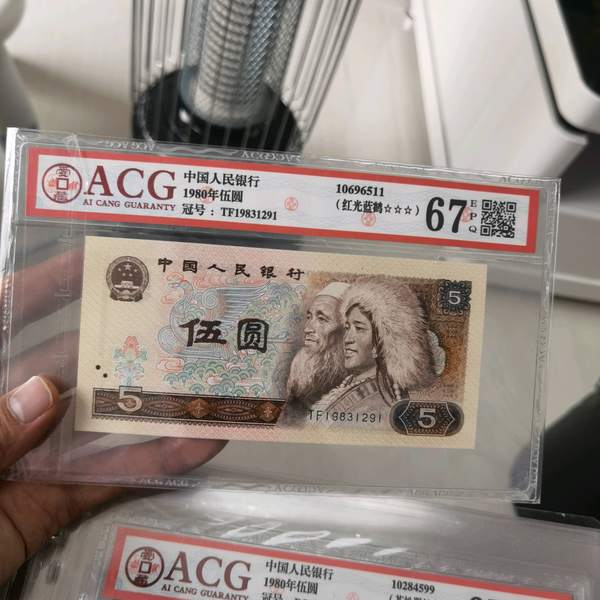 ACG
AI CANG GUARANTY
中国人民银行
1980年伍圆
冠号：TF19831291
10696511
(红光蓝鹤☆☆☆)
67
EPQ
中国人民银行
5
伍圆
5
TF19831291
5
ACG
AI CANG GUARANTY
中国人民银行
1980年伍圆
10284599